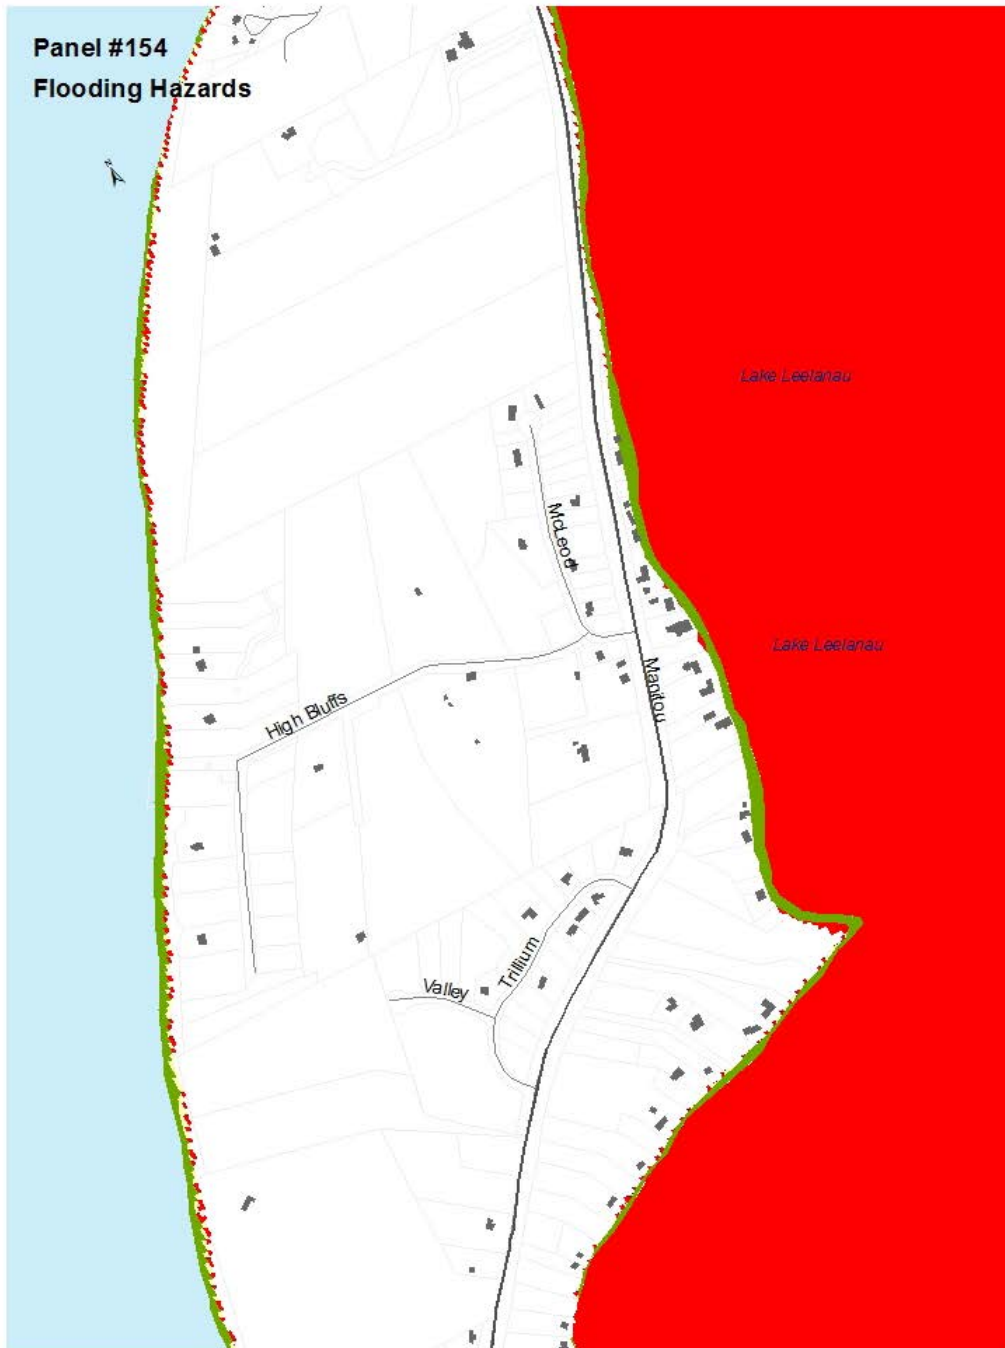 Panel #154
Flooding Hazards
N
Lake Leelanau
McLeod
Lake Leelanau
Manitou
High Bluffs
Trillium
Valley